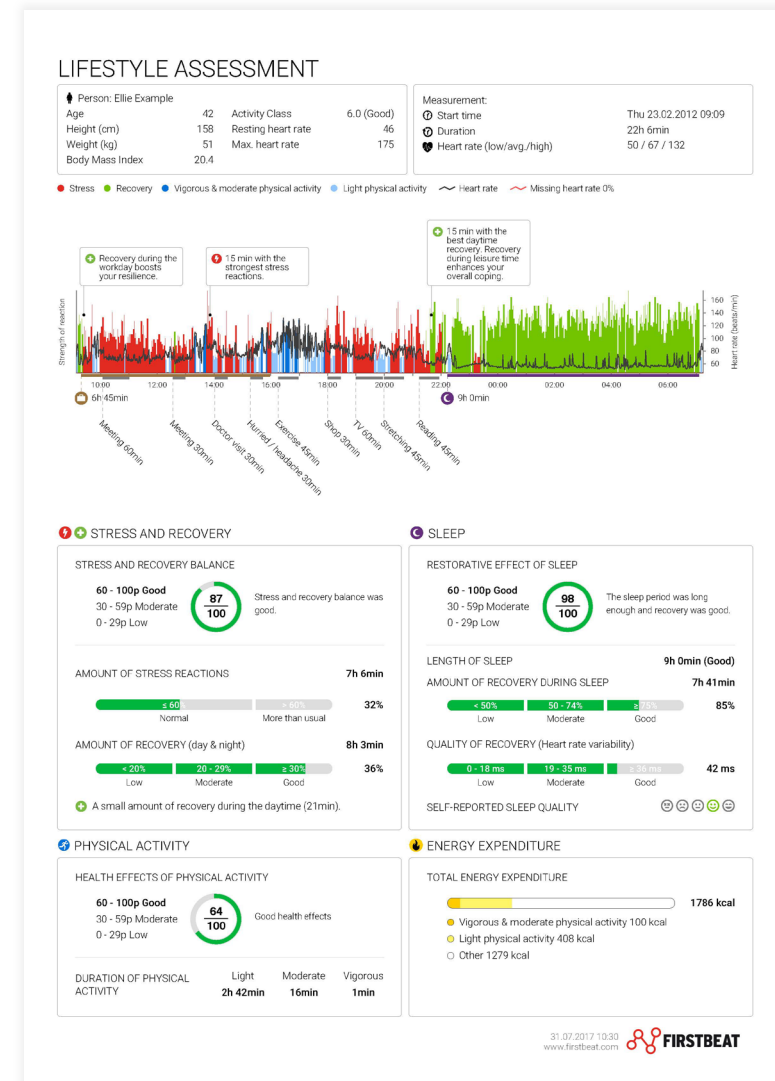 LIFESTYLE ASSESSMENT
Person: Ellie Example
Age 42 Activity Class 6.0 (Good)
Height (cm) 158 Resting heart rate 46
Weight (kg) 51 Max. heart rate 175
Body Mass Index 20.4
Measurement:
Start time Thu 23.02.2012 09:09
Duration 22h 6min
Heart rate (low/avg./high) 50 / 67 / 132
Stress Recovery Vigorous & moderate physical activity Light physical activity Heart rate Missing heart rate 0%
Recovery during the
workday boosts
your resilience.
15 min with the
strongest stress
reactions.
15 min with the
best daytime
recovery. Recovery
during leisure time
enhances your
overall coping.
Strength of reaction
160
140
120
100
80
60
Heart rate (beats/min)
10:00 12:00 14:00 16:00 18:00 20:00 22:00 00:00 02:00 04:00 06:00
6h 45min
9h 0min
Meeting 60min
Meeting 30min
Doctor visit 30min
Hurried / headache 30min
Exercise 45min
Shop 30min
TV 60min
Stretching 45min
Reading 45min
STRESS AND RECOVERY
STRESS AND RECOVERY BALANCE
60 - 100p Good
30 - 59p Moderate
0 - 29p Low
87
100
Stress and recovery balance was
good.
AMOUNT OF STRESS REACTIONS 7h 6min
≤ 60% > 60% 32%
Normal More than usual
AMOUNT OF RECOVERY (day & night) 8h 3min
< 20% 20 - 29% ≥ 30% 36%
Low Moderate Good
A small amount of recovery during the daytime (21min).
SLEEP
RESTORATIVE EFFECT OF SLEEP
60 - 100p Good
30 - 59p Moderate
0 - 29p Low
98
100
The sleep period was long
enough and recovery was good.
LENGTH OF SLEEP 9h 0min (Good)
AMOUNT OF RECOVERY DURING SLEEP 7h 41min
< 50% 50 - 74% ≥ 75% 85%
Low Moderate Good
QUALITY OF RECOVERY (Heart rate variability)
0 - 18 ms 19 - 35 ms ≥ 36 ms 42 ms
Low Moderate Good
SELF-REPORTED SLEEP QUALITY
PHYSICAL ACTIVITY
HEALTH EFFECTS OF PHYSICAL ACTIVITY
60 - 100p Good
30 - 59p Moderate
0 - 29p Low
64
100
Good health effects
DURATION OF PHYSICAL
ACTIVITY
Light Moderate Vigorous
2h 42min 16min 1min
ENERGY EXPENDITURE
TOTAL ENERGY EXPENDITURE
1786 kcal
Vigorous & moderate physical activity 100 kcal
Light physical activity 408 kcal
Other 1279 kcal
31.07.2017 10:30
www.firstbeat.com
FIRSTBEAT